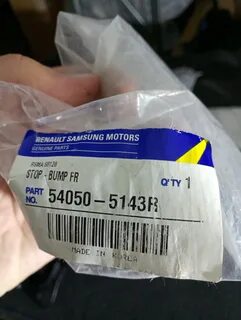 RENAULT SAMSUNG MOTORS
GENUINE PARTS
STOP - BUMP FR
Q'TY 1
PART NO. 54050-5143R
MADE IN KOREA